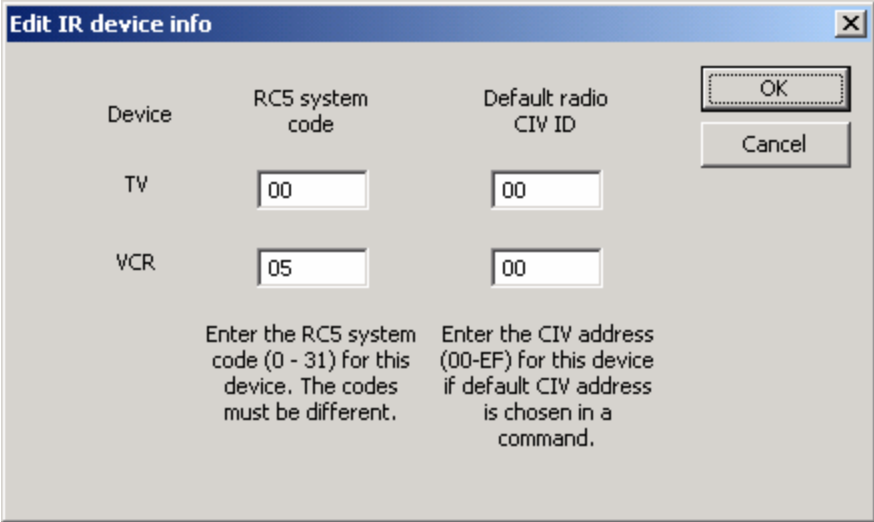 Edit IR device info
Device
RC5 system
code
Default radio
CIV ID
OK
Cancel
TV
00
00
VCR
05
00
Enter the RC5 system
code (0 - 31) for this
device. The codes
must be different.
Enter the CIV address
(00-EF) for this device
if default CIV address
is chosen in a
command.